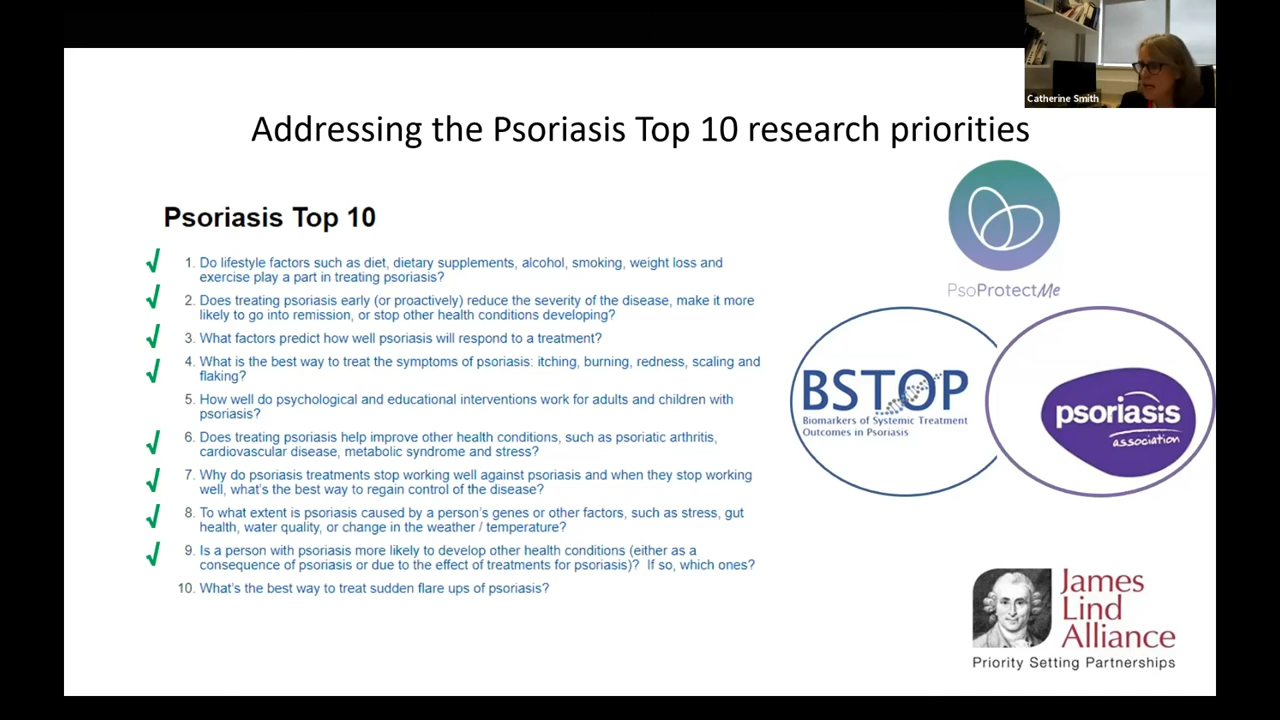 Catherine Smith
Addressing the Psoriasis Top 10 research priorities
Psoriasis Top 10
1. Do lifestyle factors such as diet, dietary supplements, alcohol, smoking, weight loss and
exercise play a part in treating psoriasis?
2. Does treating psoriasis early (or proactively) reduce the severity of the disease, make it more
likely to go into remission, or stop other health conditions developing?
3. What factors predict how well psoriasis will respond to a treatment?
4. What is the best way to treat the symptoms of psoriasis: itching, burning, redness, scaling and
flaking?
5. How well do psychological and educational interventions work for adults and children with
psoriasis?
6. Does treating psoriasis help improve other health conditions, such as psoriatic arthritis,
cardiovascular disease, metabolic syndrome and stress?
7. Why do psoriasis treatments stop working well against psoriasis and when they stop working
well, what's the best way to regain control of the disease?
8. To what extent is psoriasis caused by a person's genes or other factors, such as stress, gut
health, water quality, or change in the weather / temperature?
9. Is a person with psoriasis more likely to develop other health conditions (either as a
consequence of psoriasis or due to the effect of treatments for psoriasis)? If so, which ones?
10. What's the best way to treat sudden flare ups of psoriasis?
PsoProtectMe
BSTOP
Biomarkers of Systemic Treatment
Outcomes in Psoriasis
psoriasis
association
James
Lind
Alliance
Priority Setting Partnerships